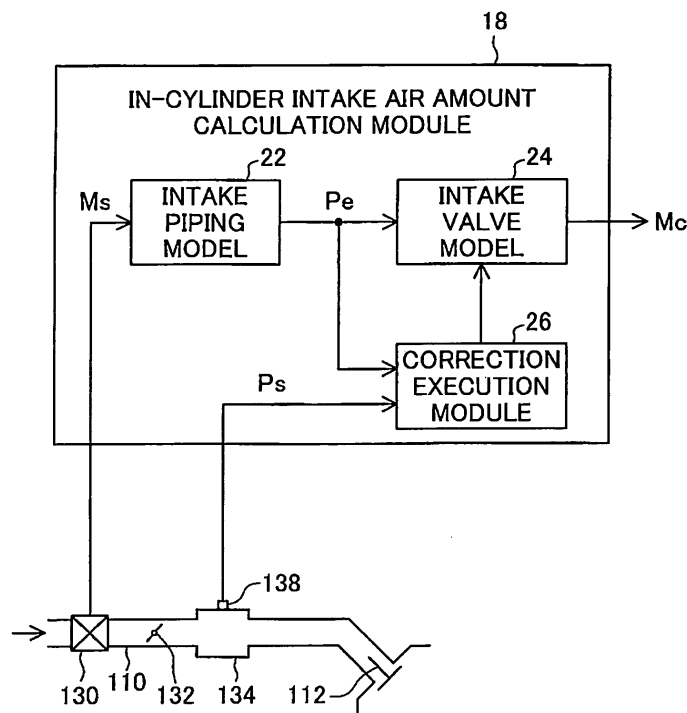 18
IN-CYLINDER INTAKE AIR AMOUNT
CALCULATION MODULE
22
24
Ms
INTAKE
PIPING
MODEL
Pe
INTAKE
VALVE
MODEL
Mc
26
CORRECTION
EXECUTION
MODULE
Ps
138
130
110
132
134
112